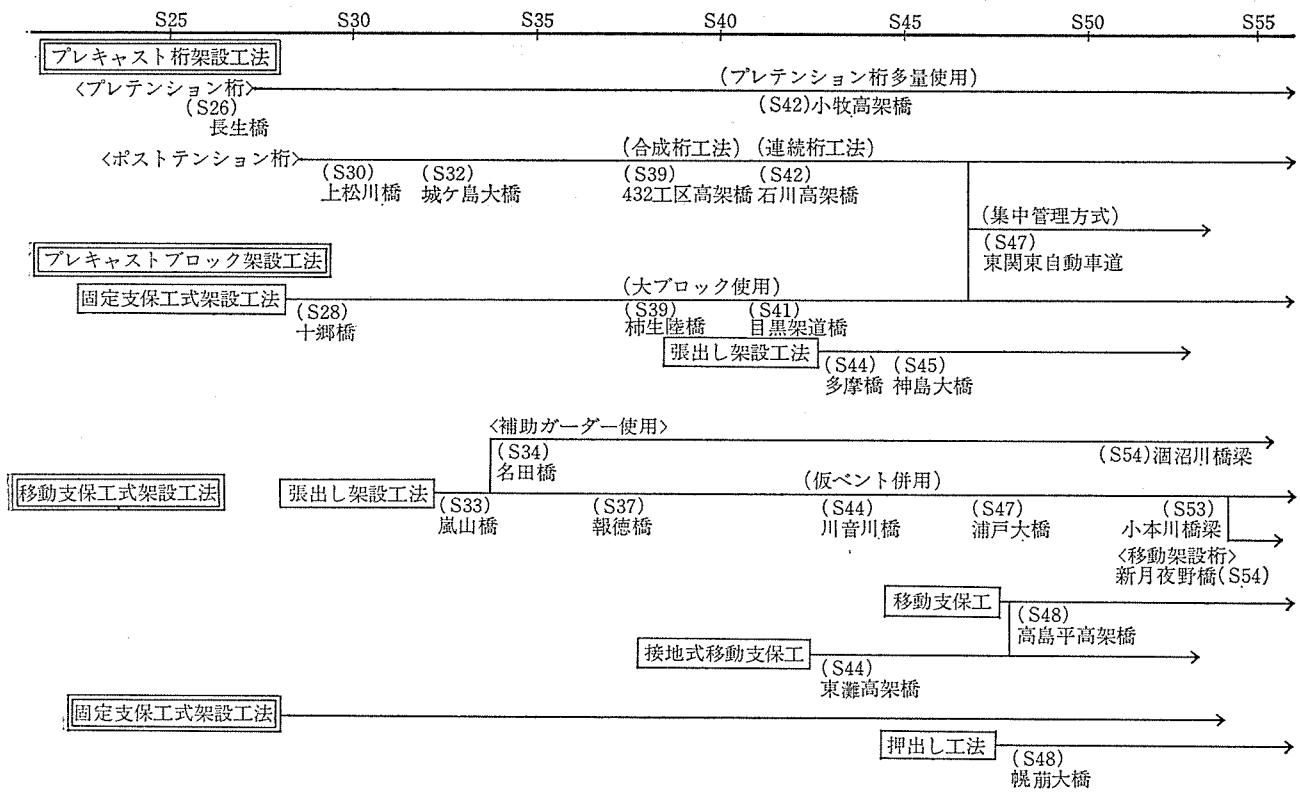 S25 S30 S35 S40 S45 S50 S55
プレキャスト桁架設工法
〈プレテンション桁〉
(プレテンション桁多量使用)
(S26)
長生橋
(S42)小牧高架橋
〈ポストテンション桁〉
(合成桁工法) (連続桁工法)
(S30) (S32) (S39) (S42)
上松川橋 城ケ島大橋 432工区高架橋 石川高架橋
(集中管理方式)
(S47)
東関東自動車道
プレキャストブロック架設工法
固定支保工式架設工法
(大ブロック使用)
(S28) (S39) (S41)
十郷橋 柿生陸橋 目黒架道橋
張出し架設工法
(S44) (S45)
多摩橋 神島大橋
〈補助ガーダー使用〉
(S34)
名田橋
(S54)涸沼川橋梁
移動支保工式架設工法
張出し架設工法
(仮ベント併用)
(S33) (S37) (S44) (S47) (S53)
嵐山橋 報徳橋 川音川橋 浦戸大橋 小本川橋梁
〈移動架設桁〉
新月夜野橋(S54)
移動支保工
(S48)
高島平高架橋
接地式移動支保工
(S44)
東灘高架橋
固定支保工式架設工法
押出し工法
(S48)
幌萠大橋